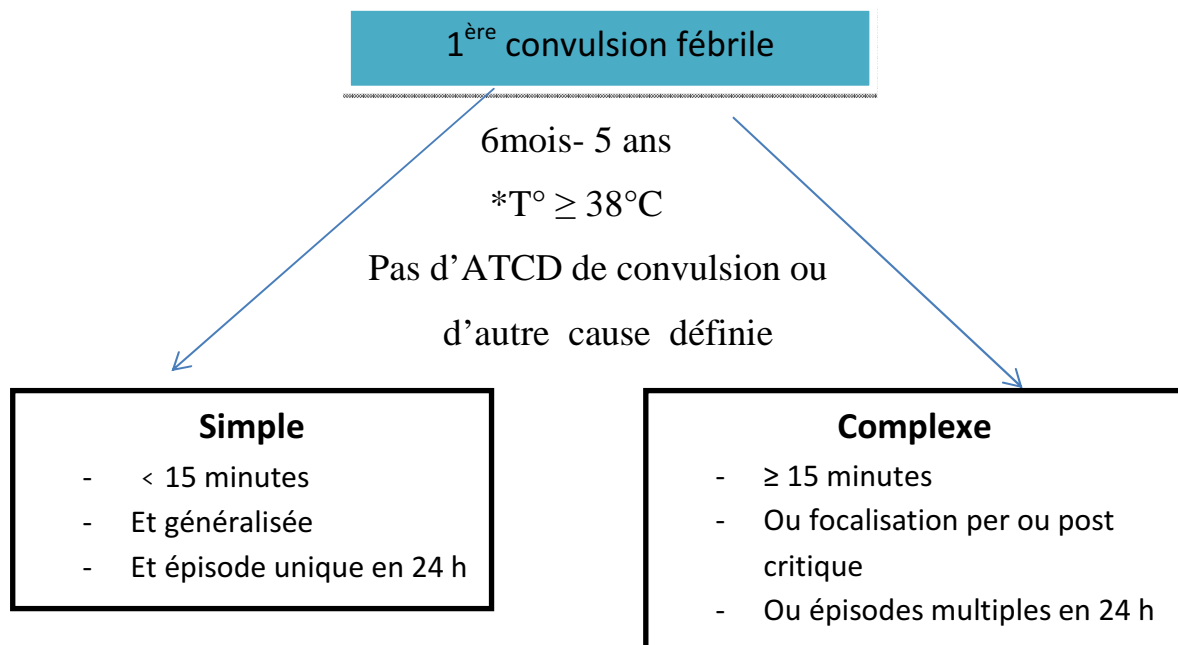 1ère convulsion fébrile
6mois- 5 ans
*T° ≥ 38°C
Pas d’ATCD de convulsion ou
d’autre cause définie
Simple
- < 15 minutes
- Et généralisée
- Et épisode unique en 24 h
Complexe
- ≥ 15 minutes
- Ou focalisation per ou post
critique
- Ou épisodes multiples en 24 h